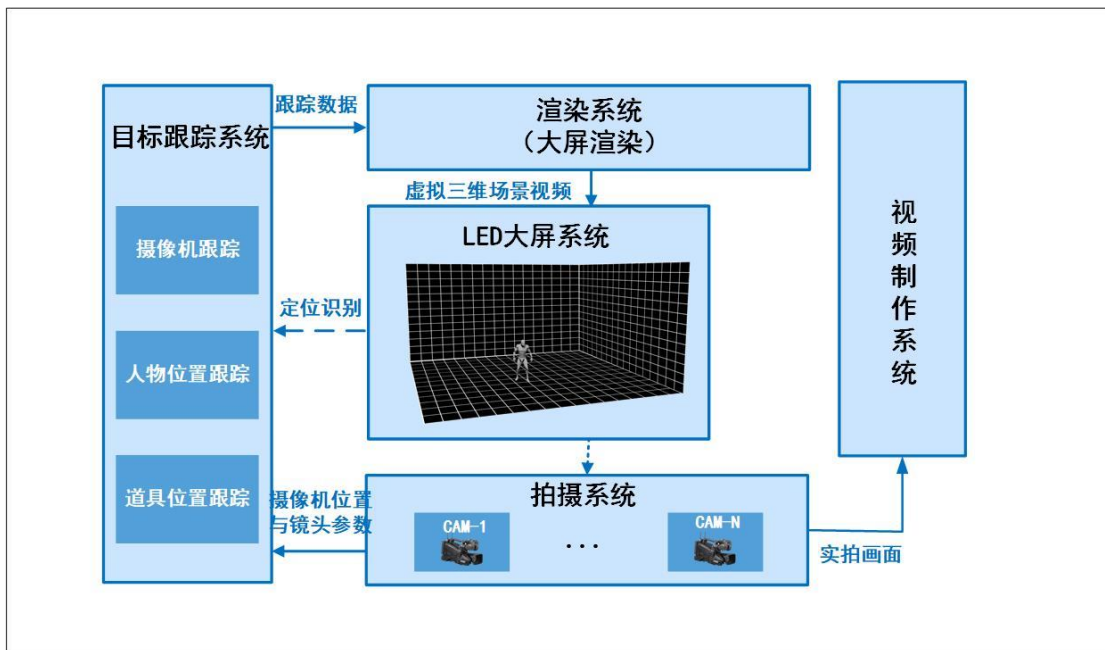 目标跟踪系统
摄像机跟踪
人物位置跟踪
道具位置跟踪
跟踪数据
渲染系统
（大屏渲染）
虚拟三维场景视频
LED大屏系统
定位识别
摄像机位置
与镜头参数
拍摄系统
CAM-1
...
CAM-N
实拍画面
视
频
制
作
系
统